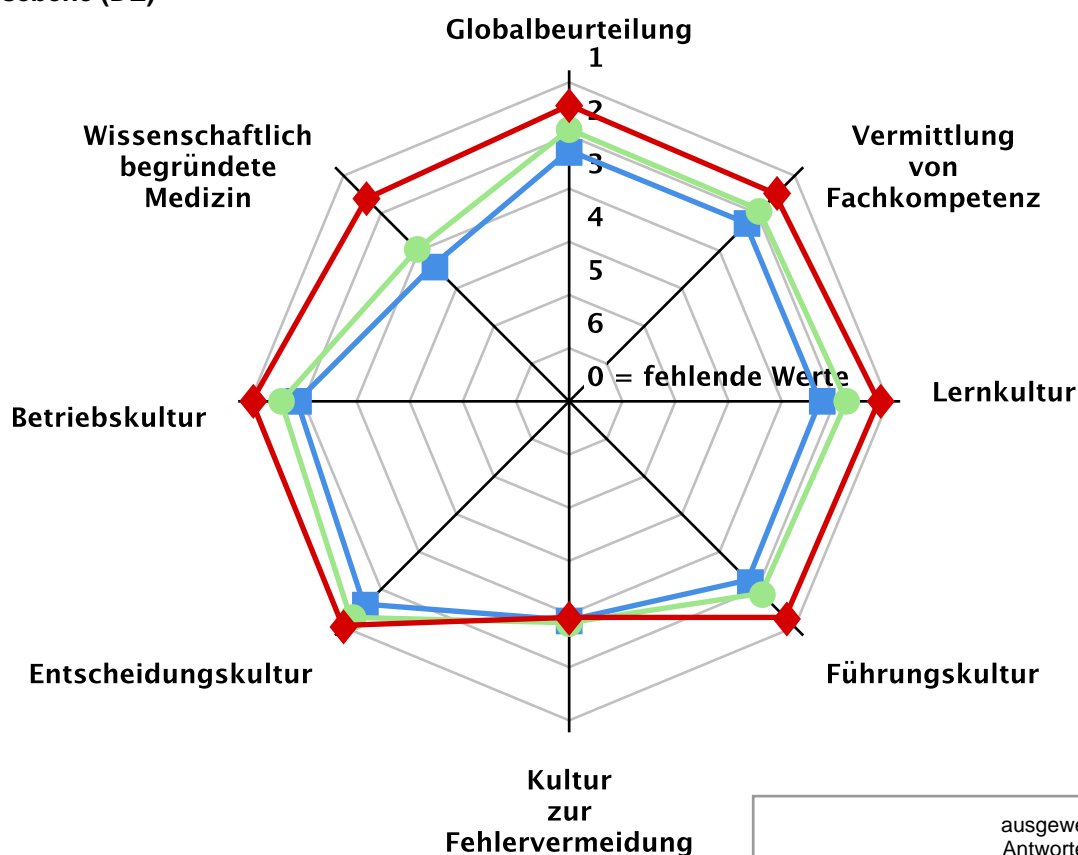 Globalbeurteilung
1
2
3
4
5
6
0 = fehlende Werte
Vermittlung
von
Fachkompetenz
Lernkultur
Führungskultur
Kultur
zur
Fehlervermeidung
Entscheidungskultur
Betriebskultur
Wissenschaftlich
begründete
Medizin